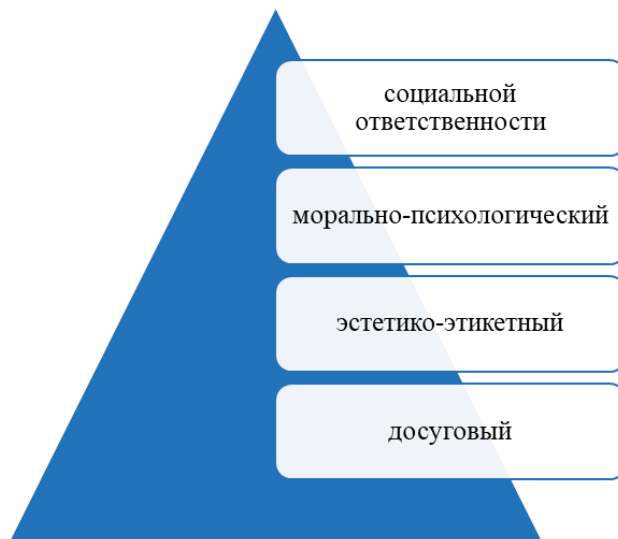 социальной
ответственности
морально-психологический
эстетико-этикетный
досуговый